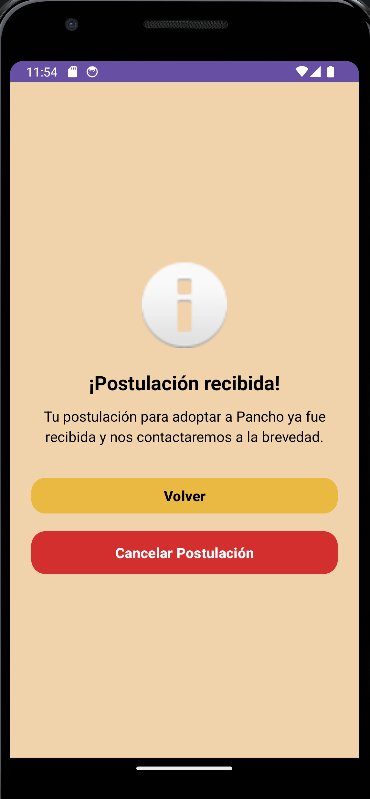 11:54
¡Postulación recibida!
Tu postulación para adoptar a Pancho ya fue
recibida y nos contactaremos a la brevedad.
Volver
Cancelar Postulación